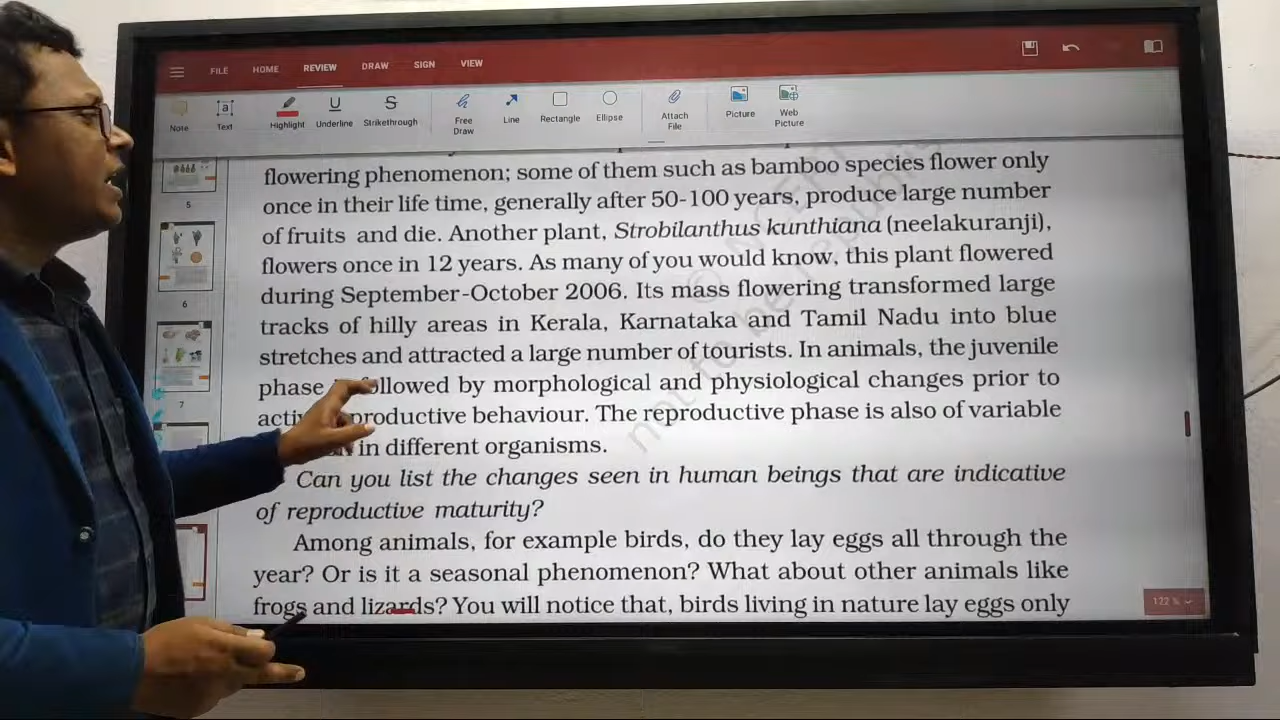 FILE HOME REVIEW DRAW SIGN VIEW
Note Text Highlight Underline Strikethrough Free Draw Line Rectangle Ellipse Attach File Picture Web Picture
flowering phenomenon; some of them such as bamboo species flower only
once in their life time, generally after 50-100 years, produce large number
of fruits and die. Another plant, Strobilanthus kunthiana (neelakuranji),
flowers once in 12 years. As many of you would know, this plant flowered
during September-October 2006. Its mass flowering transformed large
tracks of hilly areas in Kerala, Karnataka and Tamil Nadu into blue
stretches and attracted a large number of tourists. In animals, the juvenile
phase followed by morphological and physiological changes prior to
productive behaviour. The reproductive phase is also of variable
in different organisms.
Can you list the changes seen in human beings that are indicative
of reproductive maturity?
Among animals, for example birds, do they lay eggs all through the
year? Or is it a seasonal phenomenon? What about other animals like
frogs and lizards? You will notice that, birds living in nature lay eggs only
5
6
7
122 %
not to be